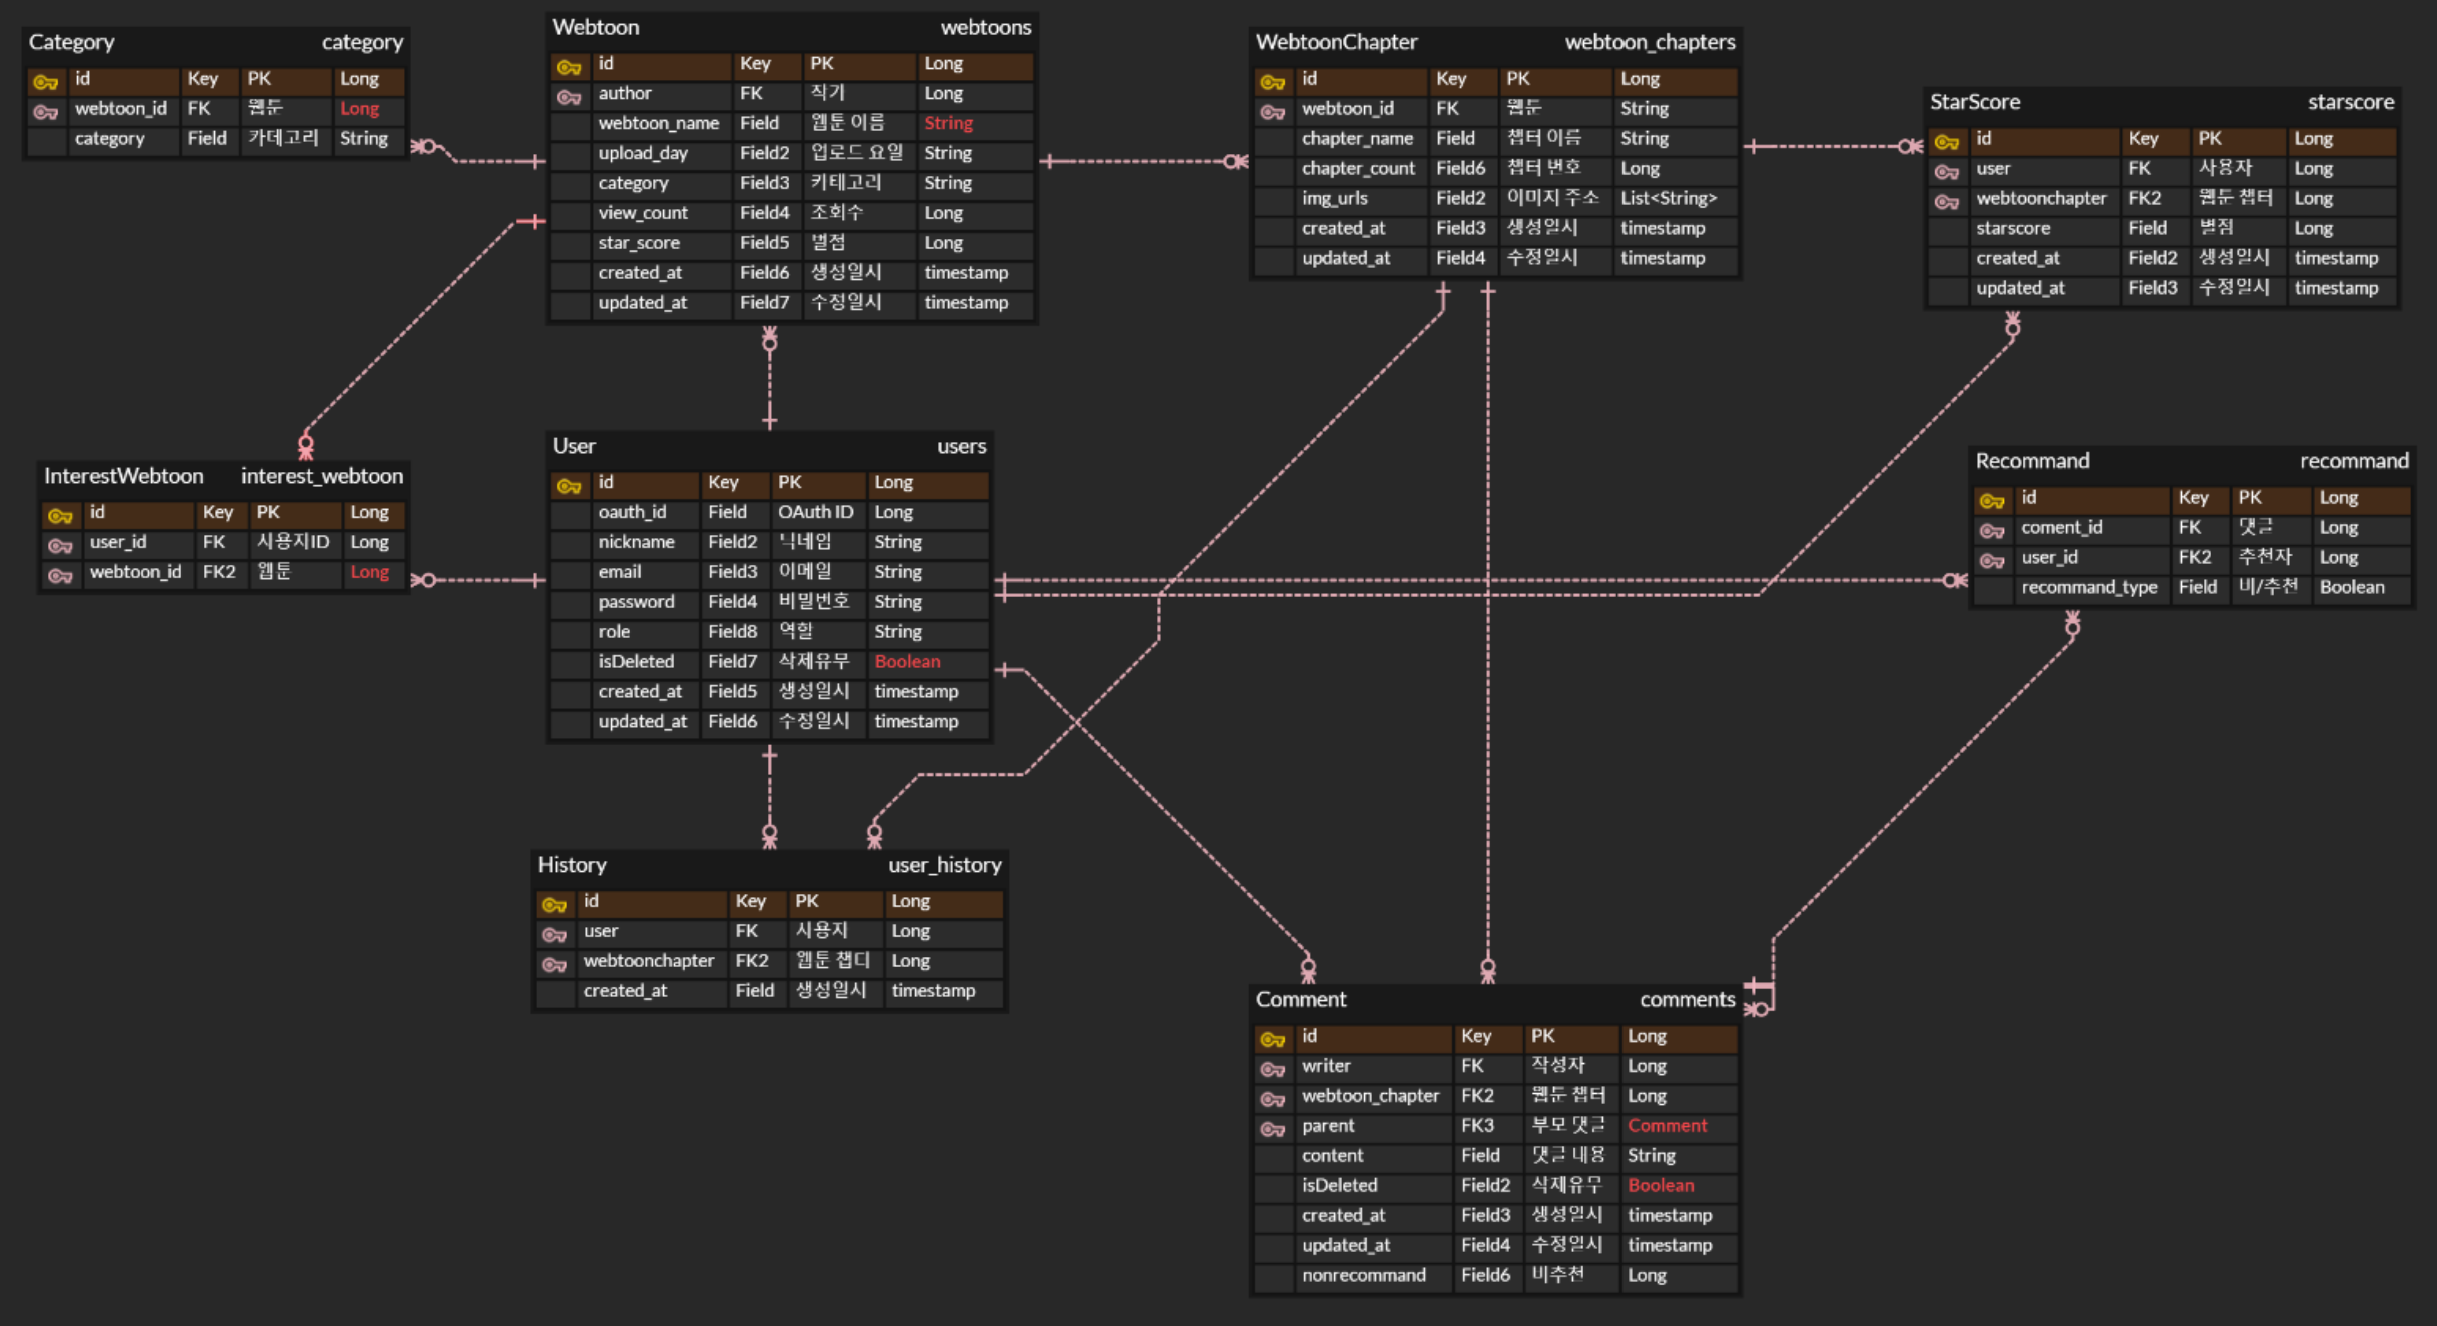 Category category
id Key PK Long
webtoon_id FK 웹툰 Long
category Field 카데고리 String
Webtoon webtoons
id Key PK Long
author FK 작가 Long
webtoon_name Field 웹툰 이름 String
upload_day Field2 업로드 요일 String
category Field3 카테고리 String
view_count Field4 조회수 Long
star_score Field5 별점 Long
created_at Field6 생성일시 timestamp
updated_at Field7 수정일시 timestamp
WebtoonChapter webtoon_chapters
id Key PK Long
webtoon_id FK 웹툰 String
chapter_name Field 챕터 이름 String
chapter_count Field6 챕터 번호 Long
img_urls Field2 이미지 주소 List<String>
created_at Field3 생성일시 timestamp
updated_at Field4 수정일시 timestamp
StarScore starscore
id Key PK Long
user FK 사용자 Long
webtoonchapter FK2 웹툰 챕터 Long
starscore Field 별점 Long
created_at Field2 생성일시 timestamp
updated_at Field3 수정일시 timestamp
InterestWebtoon interest_webtoon
id Key PK Long
user_id FK 사용자ID Long
webtoon_id FK2 웹툰 Long
User users
id Key PK Long
oauth_id Field OAuth ID Long
nickname Field2 닉네임 String
email Field3 이메일 String
password Field4 비밀번호 String
role Field8 역할 String
isDeleted Field7 삭제유무 Boolean
created_at Field5 생성일시 timestamp
updated_at Field6 수정일시 timestamp
Recommand recommand
id Key PK Long
coment_id FK 댓글 Long
user_id FK2 추천자 Long
recommand_type Field 비/추천 Boolean
History user_history
id Key PK Long
user FK 사용자 Long
webtoonchapter FK2 웹툰 챕터 Long
created_at Field 생성일시 timestamp
Comment comments
id Key PK Long
writer FK 작성자 Long
webtoon_chapter FK2 웹툰 챕터 Long
parent FK3 부모 댓글 Comment
content Field 댓글 내용 String
isDeleted Field2 삭제유무 Boolean
created_at Field3 생성일시 timestamp
updated_at Field4 수정일시 timestamp
nonrecommand Field6 비추천 Long